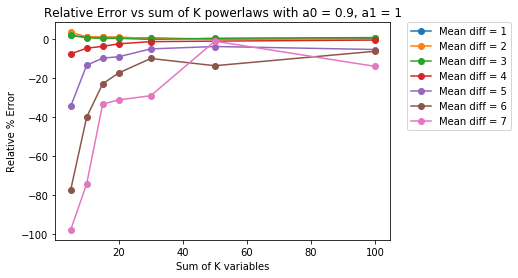 Relative Error vs sum of K powerlaws with a0 = 0.9, a1 = 1
Relative % Error
0
−20
−40
−60
−80
−100
20
40
60
80
100
Sum of K variables
Mean diff = 1
Mean diff = 2
Mean diff = 3
Mean diff = 4
Mean diff = 5
Mean diff = 6
Mean diff = 7